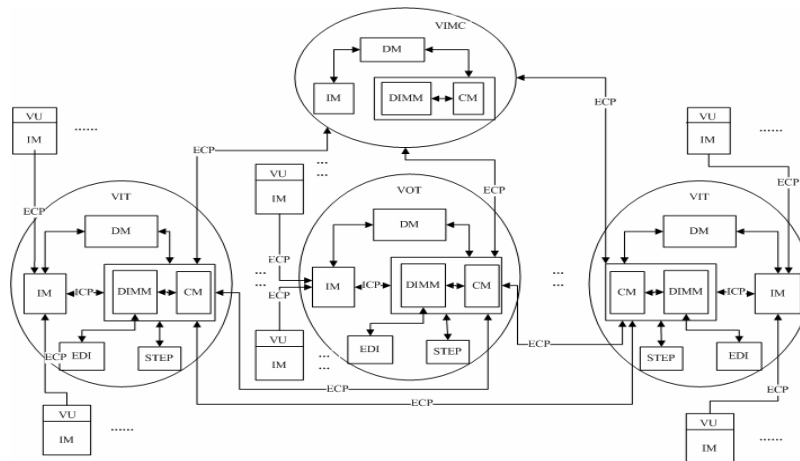 VIMC
DM
IM
DIMM
CM
ECP
ECP
ECP
VU
IM
......
VU
IM
......
VU
IM
...
...
ECP
VIT
DM
IM
ICP
DIMM
CM
EDI
STEP
ECP
VU
IM
......
VOT
DM
IM
ICP
DIMM
CM
EDI
STEP
ECP
ECP
...
...
VU
IM
...
...
...
...
VIT
DM
CM
DIMM
ICP
IM
STEP
EDI
ECP
ECP
ECP
ECP
ECP
VU
IM
......